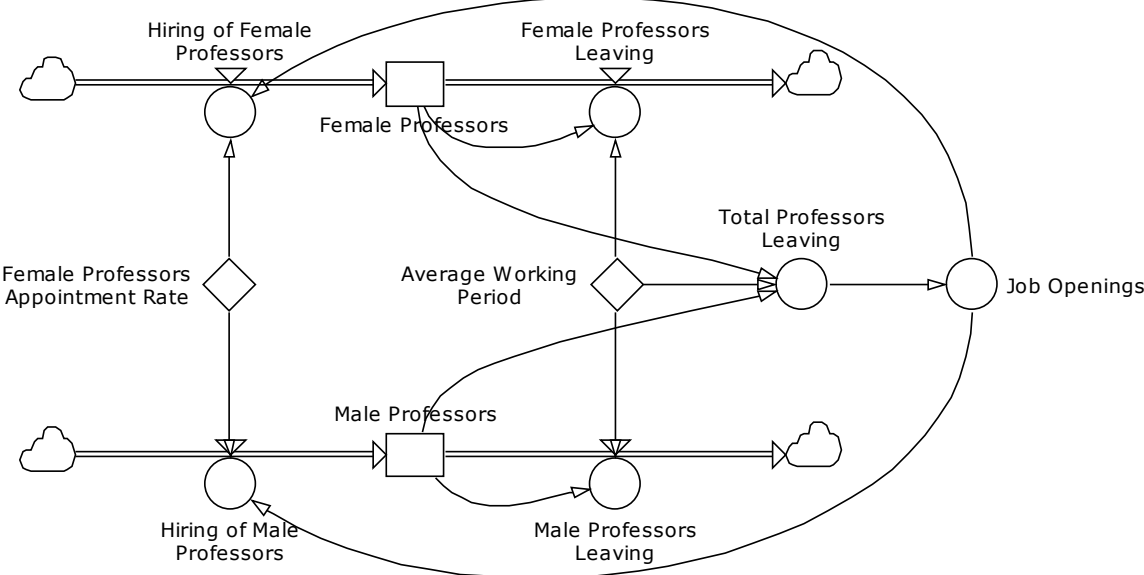 Hiring of Female
Professors
Female Professors
Leaving
Female Professors
Total Professors
Leaving
Female Professors
Appointment Rate
Average Working
Period
Job Openings
Male Professors
Hiring of Male
Professors
Male Professors
Leaving